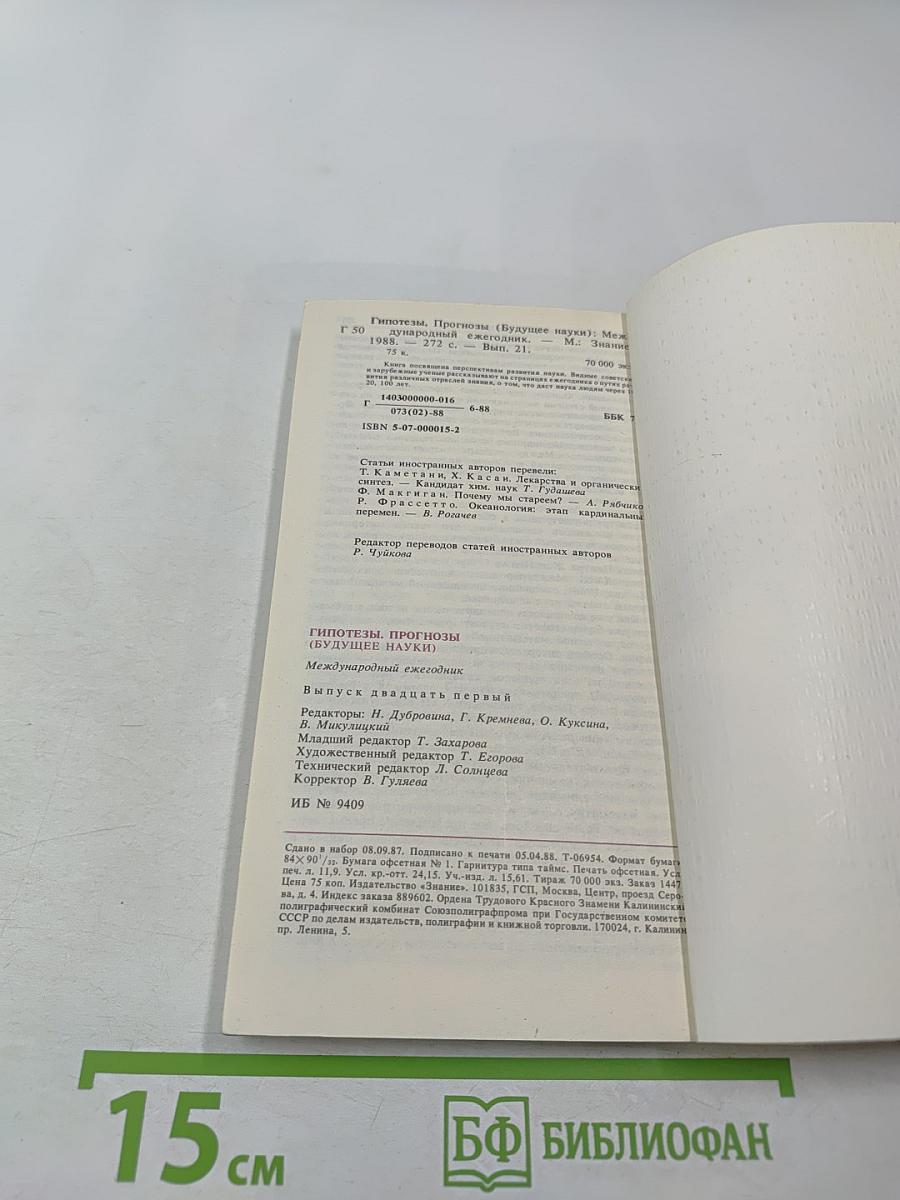 Гипотезы. Прогнозы (Будущее науки): Меж
Г 50 дународный ежегодник. — М.: Знание
1988. — 272 с. — Вып. 21.
75 к. 70 000 экз
Книга посвящена перспективам развития науки. Видные советски
и зарубежные ученые рассказывают на страницах ежегодника о путях ра
вития различных отраслей знания, о том, что даст наука людям через 1
20, 100 лет.
Г 1403000000-016
073(02)-88 6-88
ББК 7
ISBN 5-07-000015-2
Статьи иностранных авторов перевели:
Т. Каметани, Х. Касаи. Лекарства и органически
синтез. — Кандидат хим. наук Т. Гудашева
Ф. Макгиган. Почему мы стареем? — А. Рябчико
Р. Фрассетто. Океанология: этап кардинальны
перемен. — В. Рогачев
Редактор переводов статей иностранных авторов
Р. Чуйкова
ГИПОТЕЗЫ. ПРОГНОЗЫ
(БУДУЩЕЕ НАУКИ)
Международный ежегодник
Выпуск двадцать первый
Редакторы: Н. Дубровина, Г. Кремнева, О. Куксина,
В. Микулицкий
Младший редактор Т. Захарова
Художественный редактор Т. Егорова
Технический редактор Л. Солнцева
Корректор В. Гуляева
ИБ № 9409
Сдано в набор 08.09.87. Подписано к печати 05.04.88. Т-06954. Формат бумаги
84×90 1/32. Бумага офсетная № 1. Гарнитура типа таймс. Печать офсетная. Усл
печ. л. 11,9. Усл. кр.-отт. 24,15. Уч.-изд. л. 15,61. Тираж 70 000 экз. Заказ 1447
Цена 75 коп. Издательство «Знание». 101835, ГСП, Москва, Центр, проезд Серо
ва, д. 4. Индекс заказа 889602. Ордена Трудового Красного Знамени Калининский
полиграфический комбинат Союзполиграфпрома при Государственном комитете
СССР по делам издательств, полиграфии и книжной торговли. 170024, г. Калинин
пр. Ленина, 5.
15 см
БФ БИБЛИОФАН